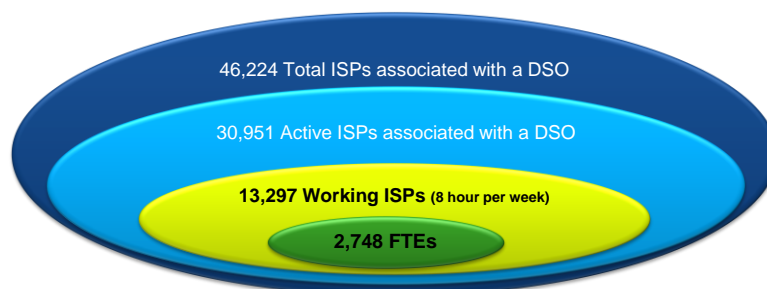 46,224 Total ISPs associated with a DSO
30,951 Active ISPs associated with a DSO
13,297 Working ISPs (8 hour per week)
2,748 FTEs